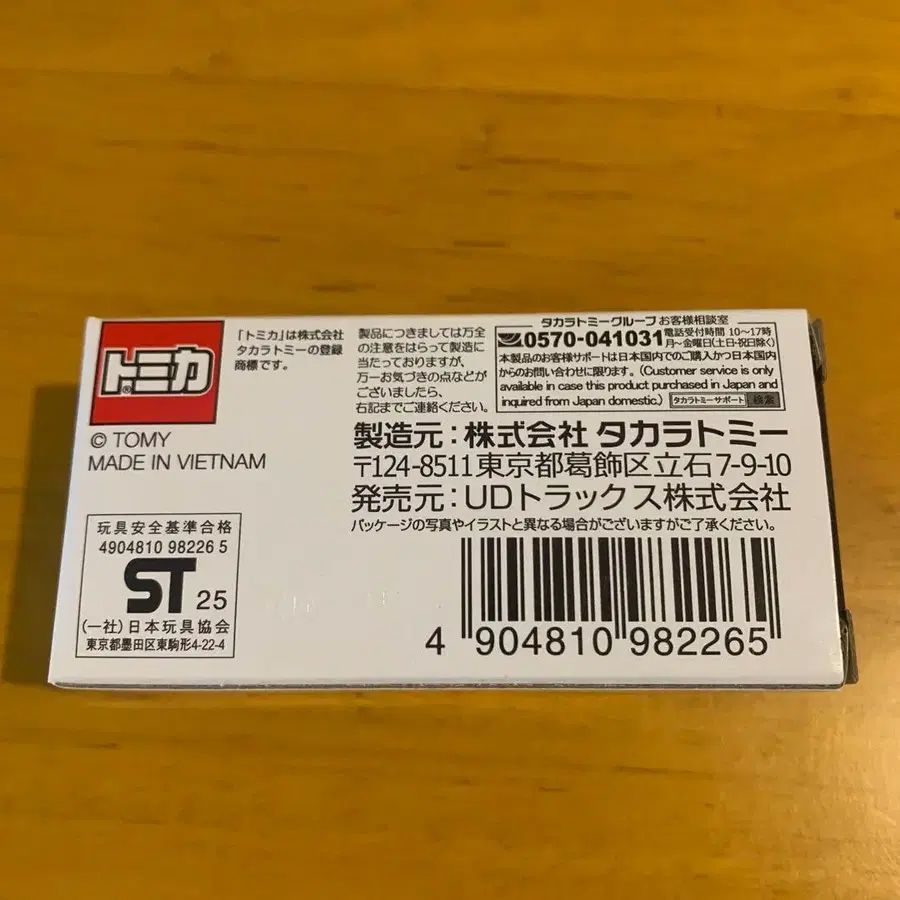 トミカ®
© TOMY
MADE IN VIETNAM
「トミカ」は株式会社
タカラトミーの登録
商標です。
製品につきましては万全
の注意をはらって製造に
当たっておりますが、
万一お気づきの点などが
ございましたら、
右記までご連絡ください。
タカラトミーグループ お客様相談室
0570-041031 電話受付時間 10~17時
月~金曜日(土日・祝日除く)
本製品のお客様サポートは日本国内でのご購入かつ日本国内
からのお問い合わせに限ります。(Customer service is only
available in case this product purchased in Japan and
inquired from Japan domestic.) タカラトミーサポート 検索
製造元:株式会社 タカラトミー
〒124-8511東京都葛飾区立石7-9-10
発売元:UDトラックス株式会社
パッケージの写真やイラストと異なる場合がございますがご了承ください。
玩具安全基準合格
4904810 98226 5
ST 25
(一社)日本玩具協会
東京都墨田区東駒形4-22-4
4 904810 982265